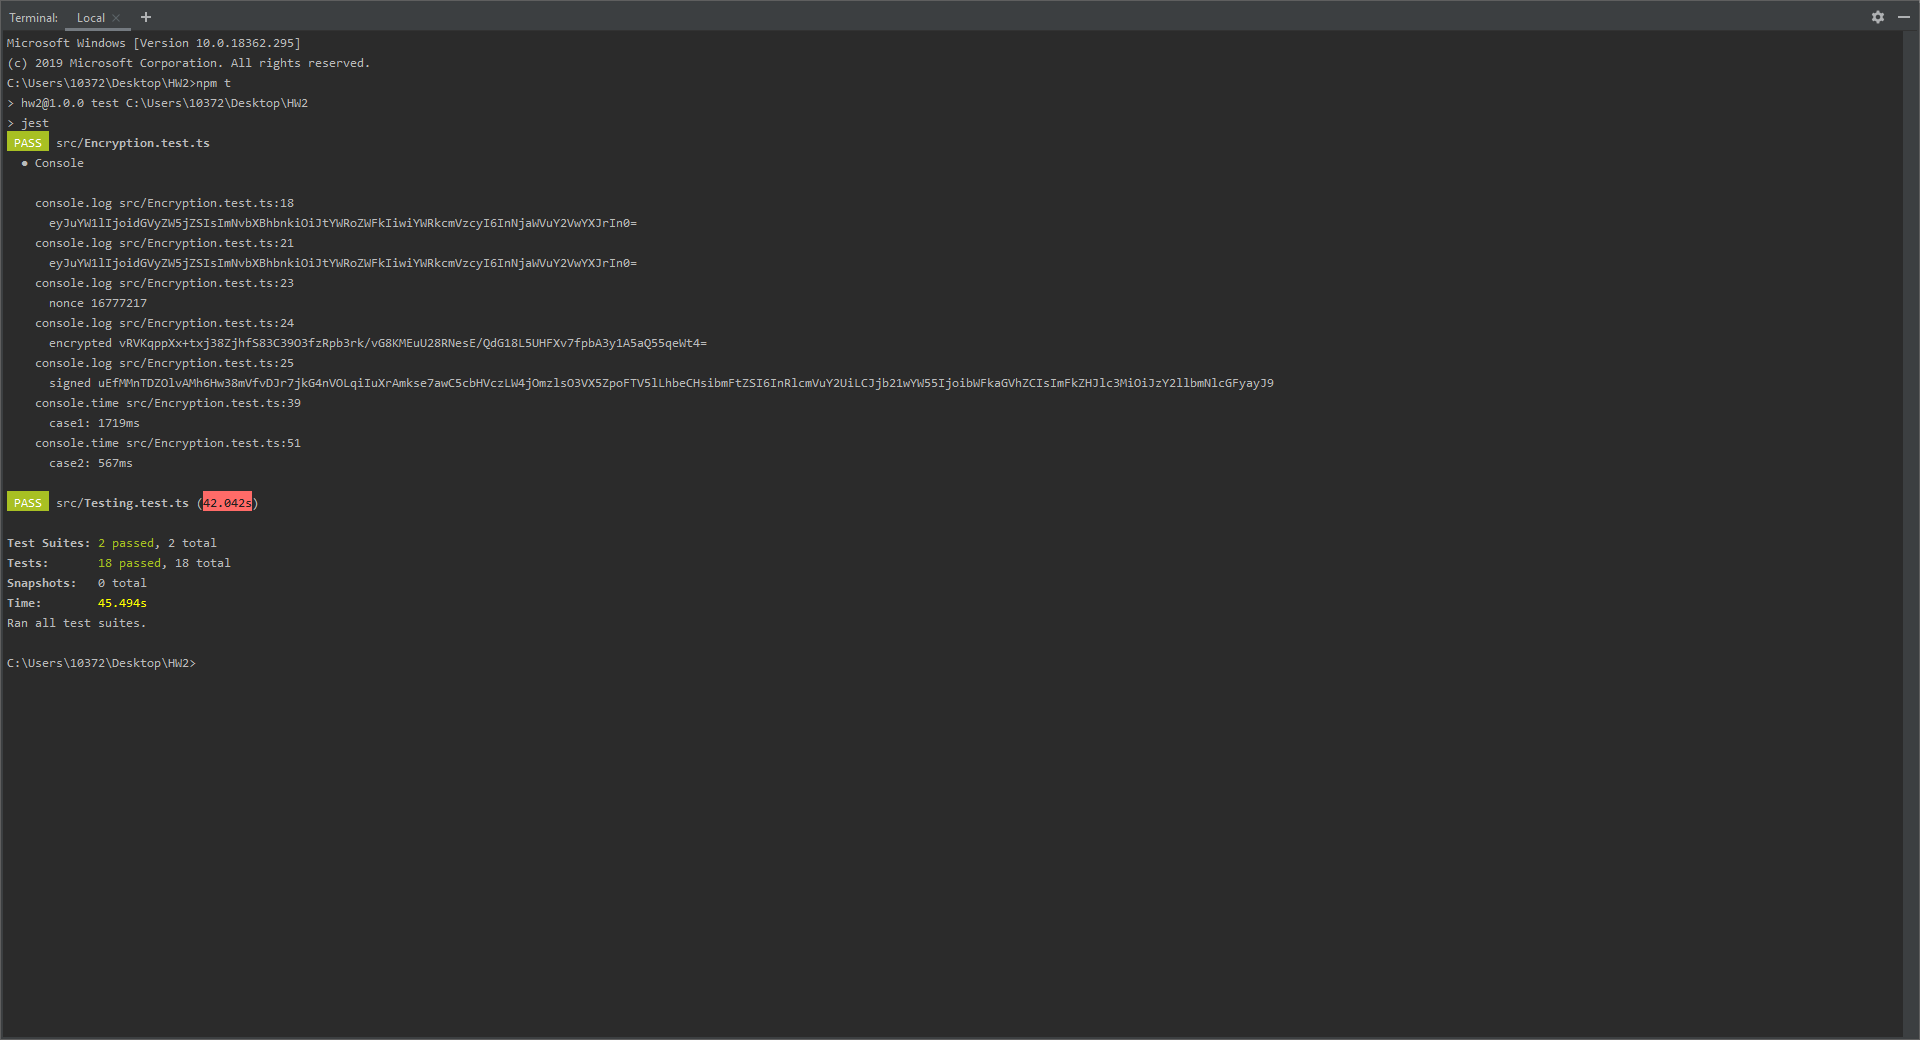 Terminal: Local × +
Microsoft Windows [Version 10.0.18362.295]
(c) 2019 Microsoft Corporation. All rights reserved.
C:\Users\10372\Desktop\HW2>npm t
> hw2@1.0.0 test C:\Users\10372\Desktop\HW2
> jest
PASS src/Encryption.test.ts
● Console
console.log src/Encryption.test.ts:18
eyJuYW1lIjoidGVyZW5jZSIsImNvbXBhbnkiOiJtYWRoZWFkIiwiYWRkcmVzcyI6InNjaWVuY2VwYXJrIn0=
console.log src/Encryption.test.ts:21
eyJuYW1lIjoidGVyZW5jZSIsImNvbXBhbnkiOiJtYWRoZWFkIiwiYWRkcmVzcyI6InNjaWVuY2VwYXJrIn0=
console.log src/Encryption.test.ts:23
nonce 16777217
console.log src/Encryption.test.ts:24
encrypted vRVKqppXx+txj38ZjhfS83C39O3fzRpb3rk/vG8KMEuU28RNesE/QdG18L5UHFXv7fpbA3y1A5aQ55qeWt4=
console.log src/Encryption.test.ts:25
signed uEfMMnTDZOlvAMh6Hw38mVfvDJr7jkG4nVOLqiIuXrAmkse7awC5cbHVczLW4jOmzlsO3VX5ZpoFTV5lLhbeCHsibmFtZSI6InRlcmVuY2UiLCJjb21wYW55IjoibWFkaGVhZCIsImFkZHJlc3MiOiJzY2llbmNlcGFyayJ9
console.time src/Encryption.test.ts:39
case1: 1719ms
console.time src/Encryption.test.ts:51
case2: 567ms
PASS src/Testing.test.ts (42.042s)
Test Suites: 2 passed, 2 total
Tests: 18 passed, 18 total
Snapshots: 0 total
Time: 45.494s
Ran all test suites.
C:\Users\10372\Desktop\HW2>